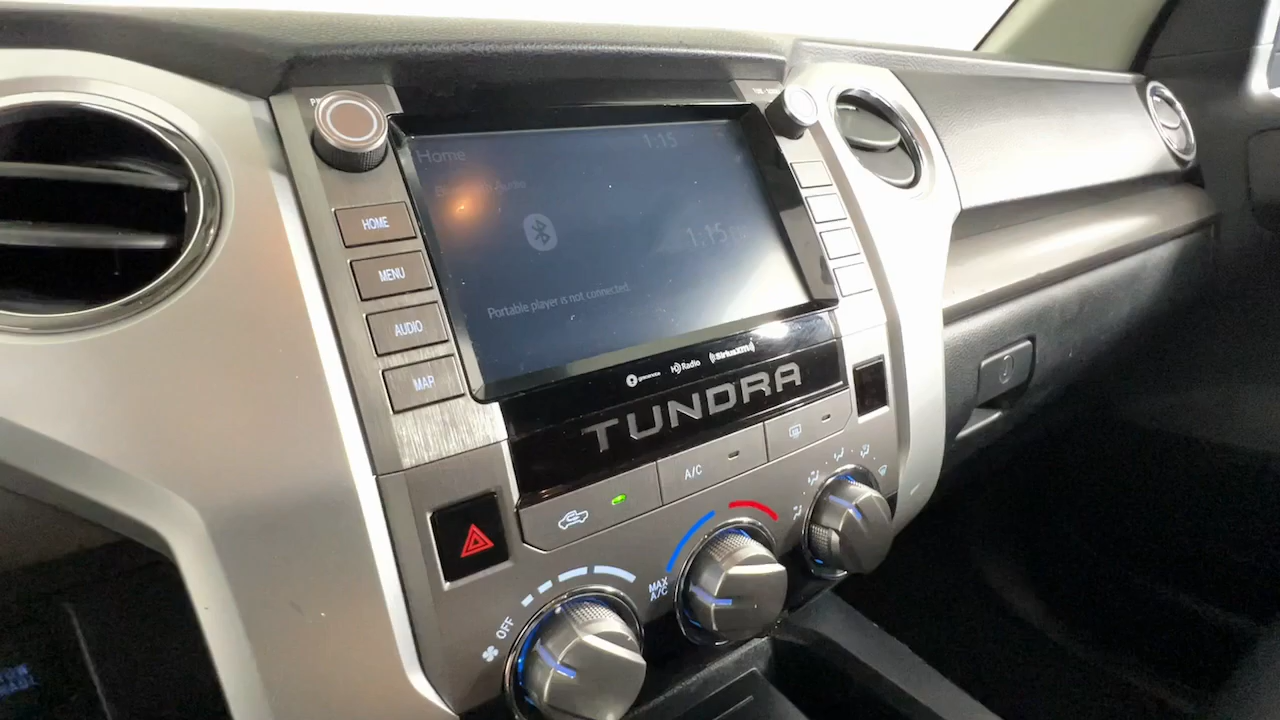 Home
1:15
HOME
MENU
AUDIO
MAP
1:15
Portable player is not connected.
gracenote
HD Radio
((SiriusXM))
TUNDRA
A/C
MAX
A/C
OFF